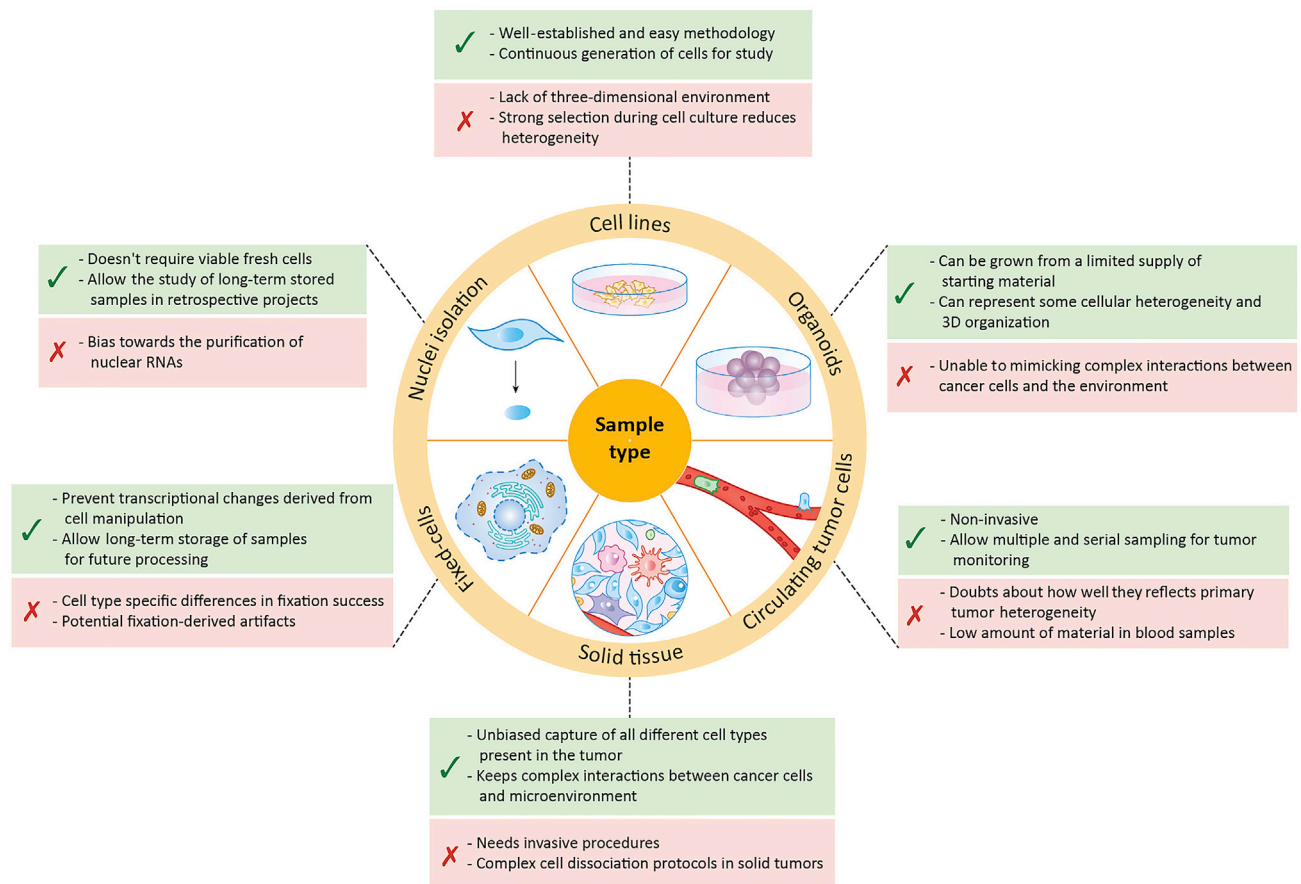 - Well-established and easy methodology
- Continuous generation of cells for study
- Lack of three-dimensional environment
- Strong selection during cell culture reduces
heterogeneity
Cell lines
- Doesn't require viable fresh cells
- Allow the study of long-term stored
samples in retrospective projects
- Bias towards the purification of
nuclear RNAs
Nuclei isolation
- Can be grown from a limited supply of
starting material
- Can represent some cellular heterogeneity and
3D organization
- Unable to mimicking complex interactions between
cancer cells and the environment
Organoids
Sample
type
- Prevent transcriptional changes derived from
cell manipulation
- Allow long-term storage of samples
for future processing
- Cell type specific differences in fixation success
- Potential fixation-derived artifacts
Fixed-cells
- Non-invasive
- Allow multiple and serial sampling for tumor
monitoring
- Doubts about how well they reflects primary
tumor heterogeneity
- Low amount of material in blood samples
Circulating tumor cells
Solid tissue
- Unbiased capture of all different cell types
present in the tumor
- Keeps complex interactions between cancer cells
and microenvironment
- Needs invasive procedures
- Complex cell dissociation protocols in solid tumors